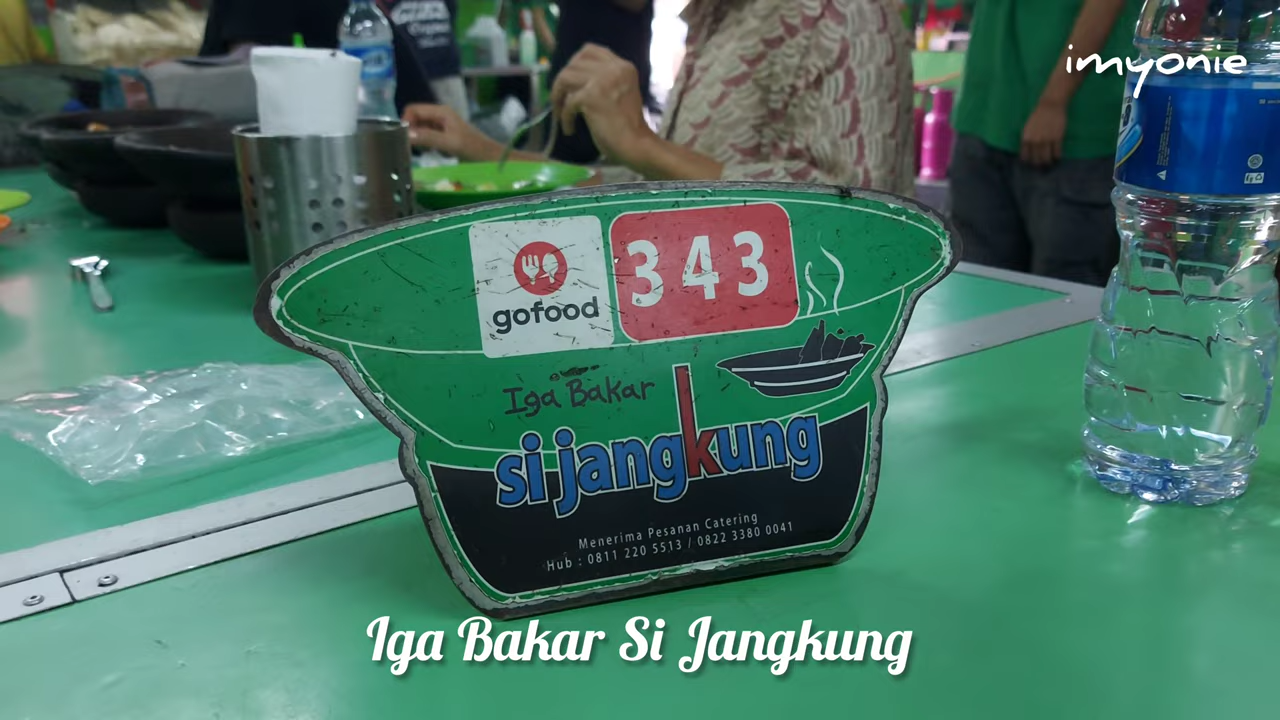 imyonie
gofood
343
Iga Bakar
si jangkung
Menerima Pesanan Catering
Hub : 0811 220 5513 / 0822 3380 0041
Iga Bakar Si Jangkung